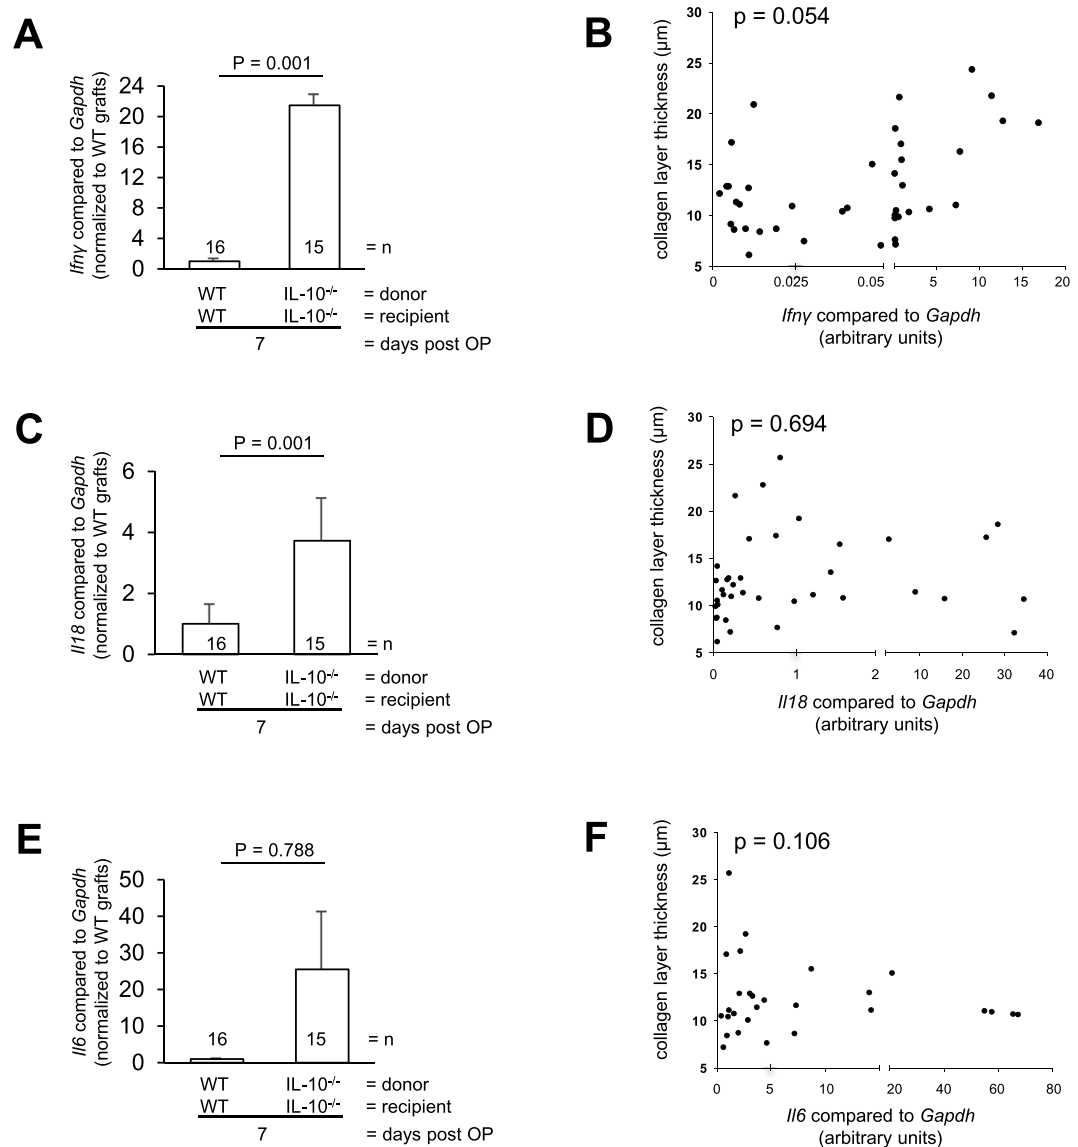 A
P = 0.001
Ifnγ compared to Gapdh
(normalized to WT grafts)
24
20
16
12
8
4
0
16
15
= n
WT
IL-10-/-
= donor
WT
IL-10-/-
= recipient
7
= days post OP
B
p = 0.054
collagen layer thickness (µm)
30
25
20
15
10
5
0
0.025
0.05
5
10
15
20
Ifnγ compared to Gapdh
(arbitrary units)
C
P = 0.001
Il18 compared to Gapdh
(normalized to WT grafts)
6
4
2
0
16
15
= n
WT
IL-10-/-
= donor
WT
IL-10-/-
= recipient
7
= days post OP
D
p = 0.694
collagen layer thickness (µm)
30
25
20
15
10
5
0
1
2
10
20
30
40
Il18 compared to Gapdh
(arbitrary units)
E
P = 0.788
Il6 compared to Gapdh
(normalized to WT grafts)
50
40
30
20
10
0
16
15
= n
WT
IL-10-/-
= donor
WT
IL-10-/-
= recipient
7
= days post OP
F
p = 0.106
collagen layer thickness (µm)
30
25
20
15
10
5
0
5
10
20
40
60
80
Il6 compared to Gapdh
(arbitrary units)